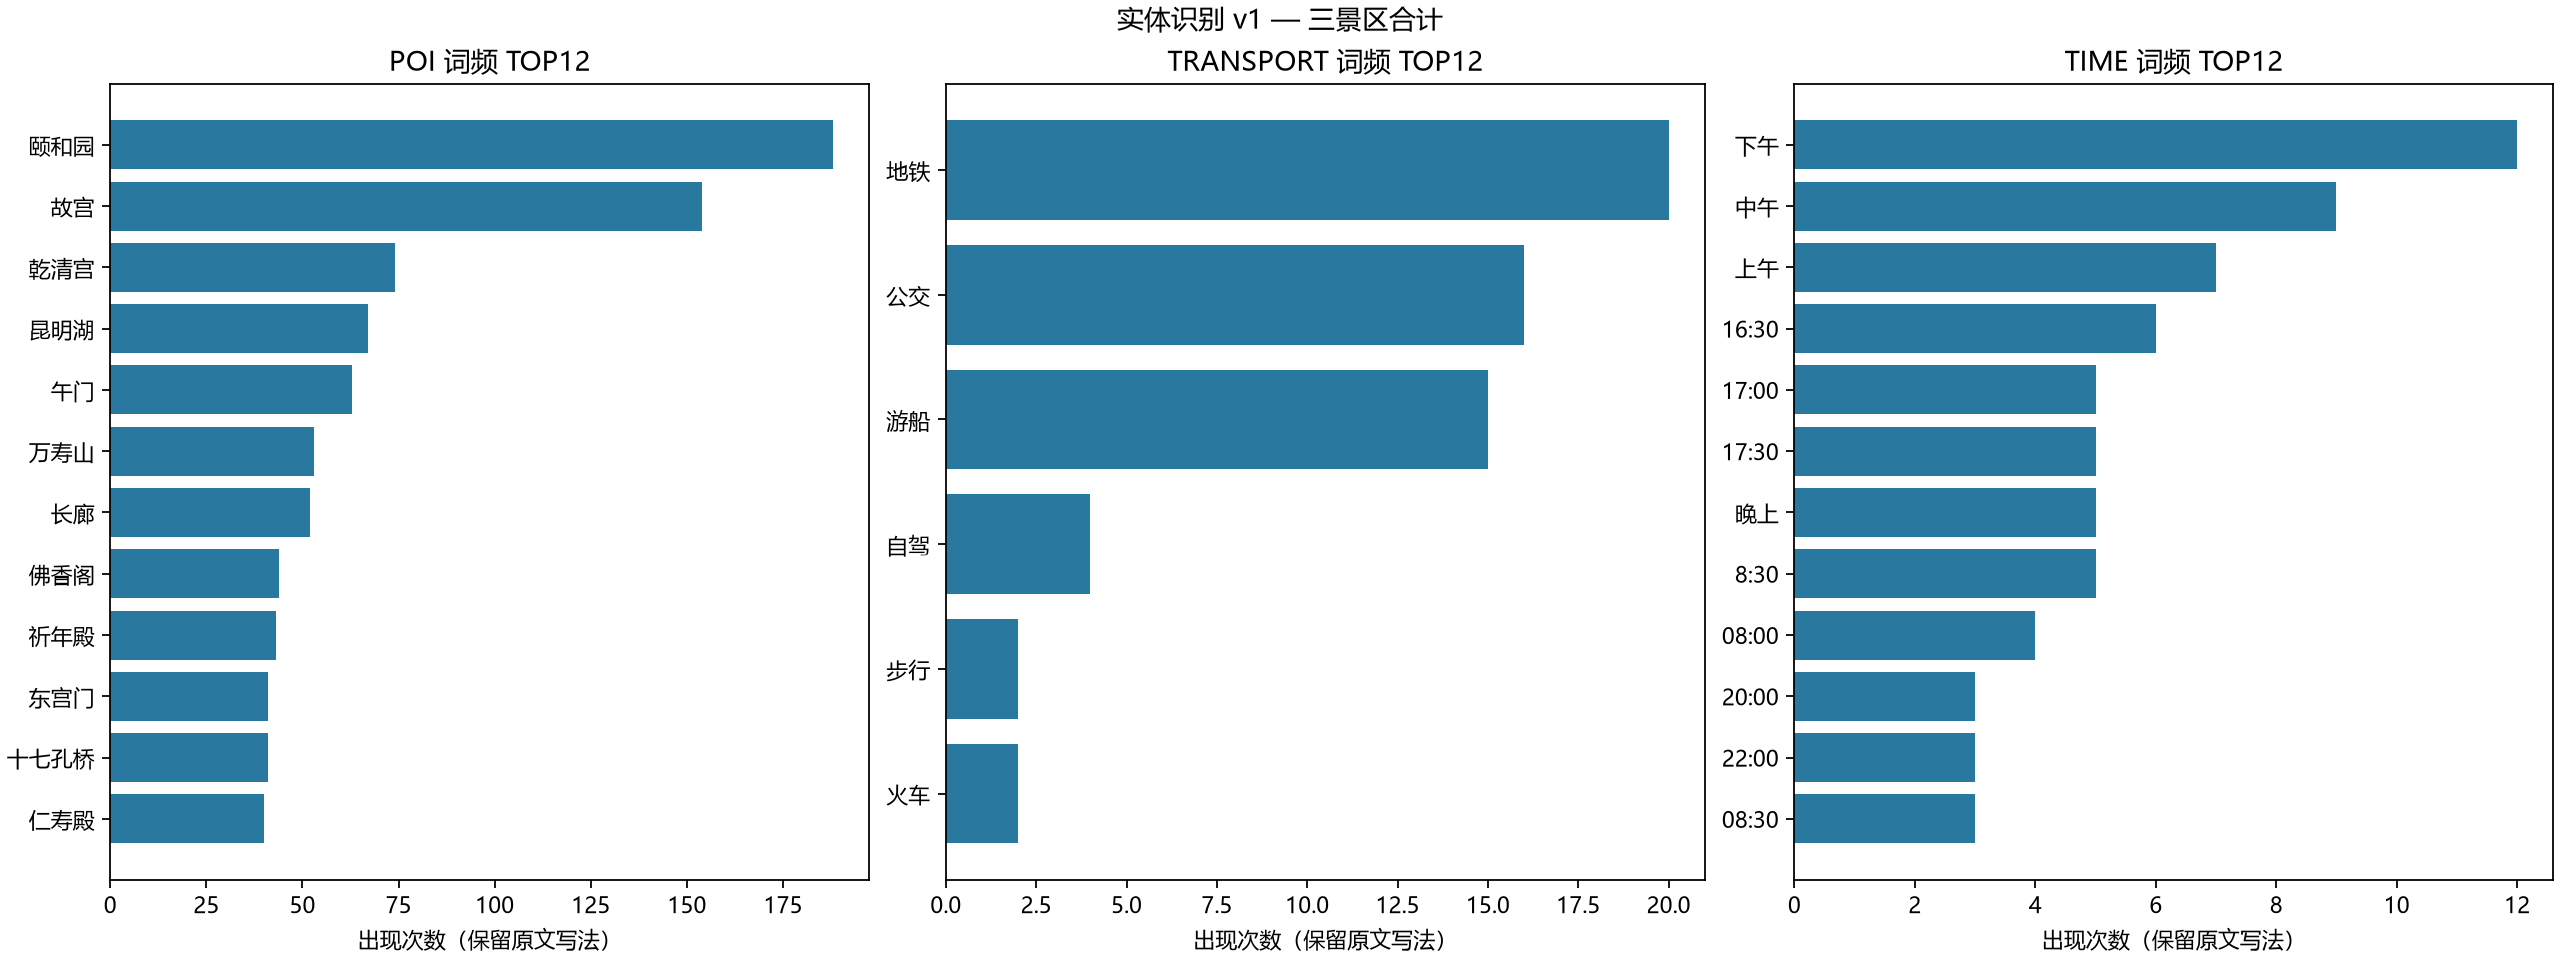 实体识别 v1 — 三景区合计
POI 词频 TOP12
颐和园
故宫
乾清宫
昆明湖
午门
万寿山
长廊
佛香阁
祈年殿
东宫门
十七孔桥
仁寿殿
0 25 50 75 100 125 150 175
出现次数（保留原文写法）
TRANSPORT 词频 TOP12
地铁
公交
游船
自驾
步行
火车
0.0 2.5 5.0 7.5 10.0 12.5 15.0 17.5 20.0
出现次数（保留原文写法）
TIME 词频 TOP12
下午
中午
上午
16:30
17:00
17:30
晚上
8:30
08:00
20:00
22:00
08:30
0 2 4 6 8 10 12
出现次数（保留原文写法）